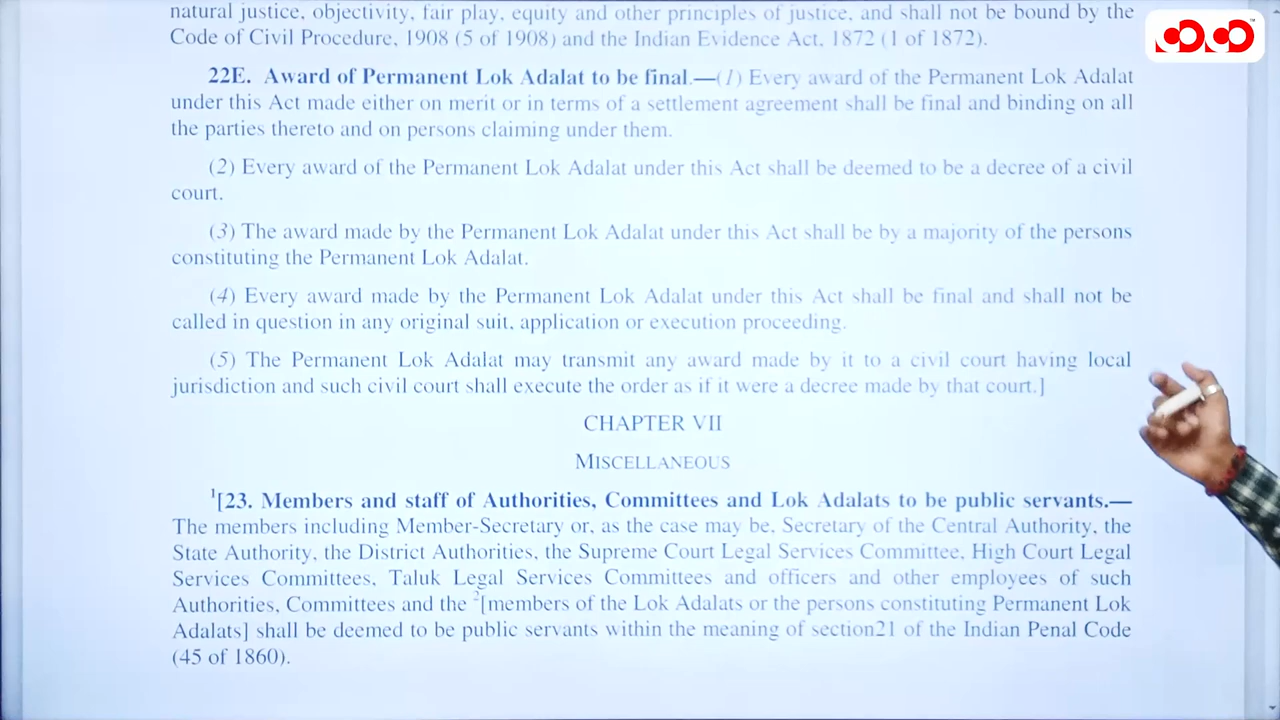 natural justice, objectivity, fair play, equity and other principles of justice, and shall not be bound by the
Code of Civil Procedure, 1908 (5 of 1908) and the Indian Evidence Act, 1872 (1 of 1872).
22E. Award of Permanent Lok Adalat to be final.—(1) Every award of the Permanent Lok Adalat
under this Act made either on merit or in terms of a settlement agreement shall be final and binding on all
the parties thereto and on persons claiming under them.
(2) Every award of the Permanent Lok Adalat under this Act shall be deemed to be a decree of a civil
court.
(3) The award made by the Permanent Lok Adalat under this Act shall be by a majority of the persons
constituting the Permanent Lok Adalat.
(4) Every award made by the Permanent Lok Adalat under this Act shall be final and shall not be
called in question in any original suit, application or execution proceeding.
(5) The Permanent Lok Adalat may transmit any award made by it to a civil court having local
jurisdiction and such civil court shall execute the order as if it were a decree made by that court.]
CHAPTER VII
MISCELLANEOUS
1[23. Members and staff of Authorities, Committees and Lok Adalats to be public servants.—
The members including Member-Secretary or, as the case may be, Secretary of the Central Authority, the
State Authority, the District Authorities, the Supreme Court Legal Services Committee, High Court Legal
Services Committees, Taluk Legal Services Committees and officers and other employees of such
Authorities, Committees and the 2[members of the Lok Adalats or the persons constituting Permanent Lok
Adalats] shall be deemed to be public servants within the meaning of section21 of the Indian Penal Code
(45 of 1860).